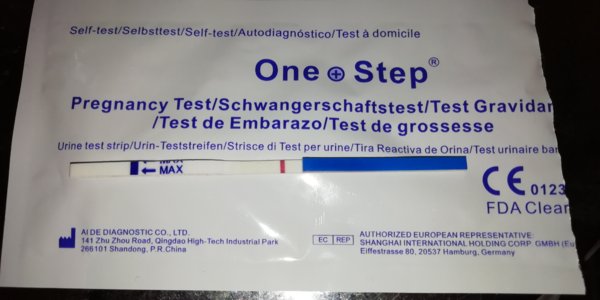 Self-test/Selbsttest/Self-test/Autodiagnóstico/Test à domicile
One Step®
Pregnancy Test/Schwangerschaftstest/Test Gravidan
/Test de Embarazo/Test de grossesse
Urine test strip/Urin-Teststreifen/Strisce di Test per urine/Tira Reactiva de Orina/Test urinaire ban
MAX
MAX
CE 0123
FDA Clear
AI DE DIAGNOSTIC CO., LTD.
141 Zhu Zhou Road, Qingdao High-Tech Industrial Park
266101 Shandong, P.R.China
EC REP
AUTHORIZED EUROPEAN REPRESENTATIVE:
SHANGHAI INTERNATIONAL HOLDING CORP. GMBH (Eu
Eiffestrasse 80, 20537 Hamburg, Germany